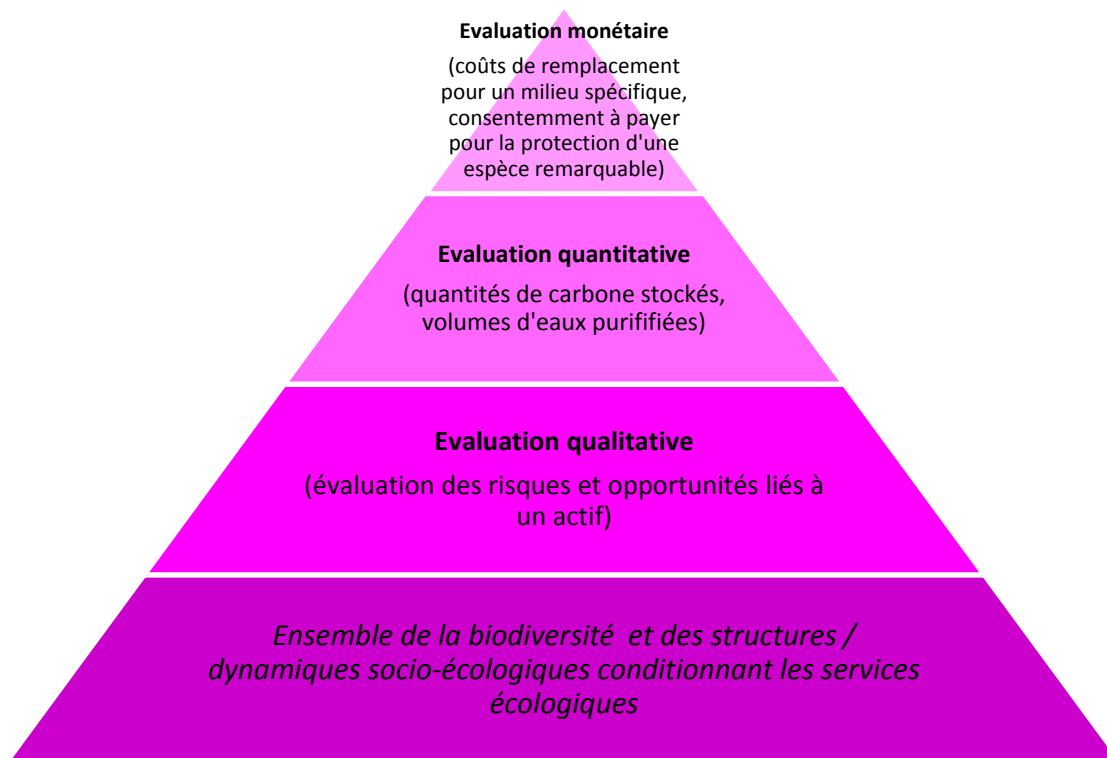 Evaluation monétaire
(coûts de remplacement
pour un milieu spécifique,
consentemment à payer
pour la protection d'une
espèce remarquable)
Evaluation quantitative
(quantités de carbone stockés,
volumes d'eaux purififiées)
Evaluation qualitative
(évaluation des risques et opportunités liés à
un actif)
Ensemble de la biodiversité et des structures /
dynamiques socio-écologiques conditionnant les services
écologiques